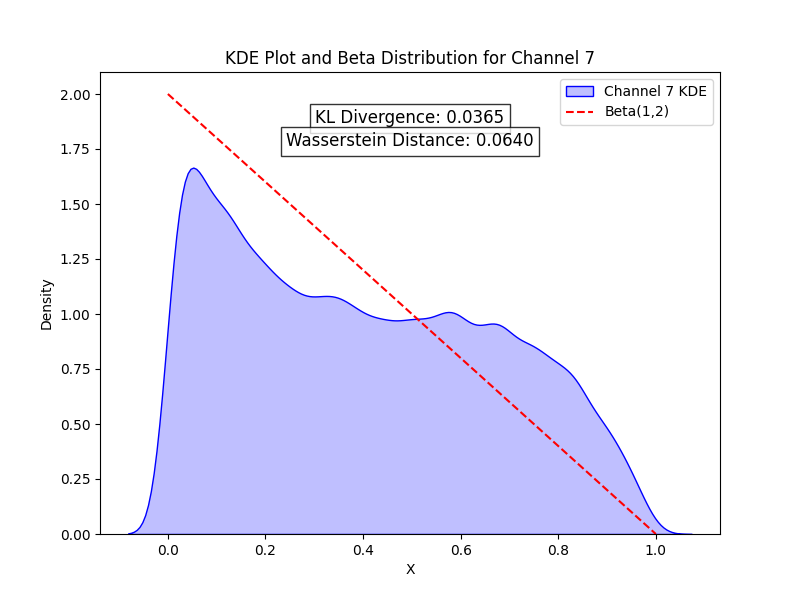 KDE Plot and Beta Distribution for Channel 7
KL Divergence: 0.0365
Wasserstein Distance: 0.0640
Channel 7 KDE
Beta(1,2)
2.00
1.75
1.50
1.25
1.00
0.75
0.50
0.25
0.00
Density
0.0
0.2
0.4
0.6
0.8
1.0
X